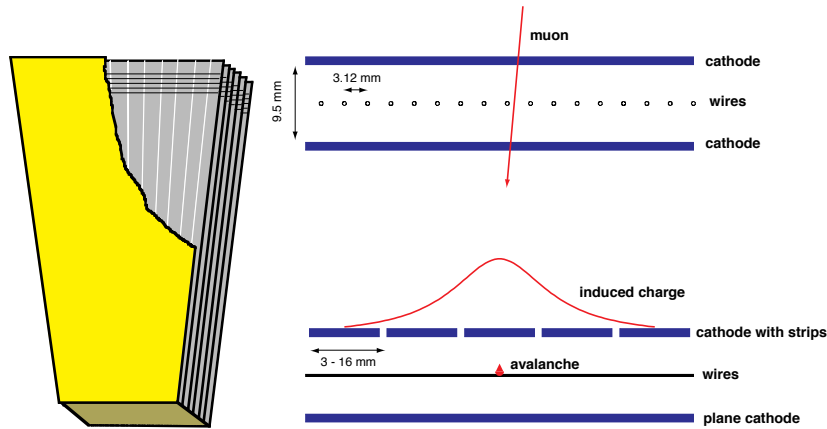 muon
cathode
3.12 mm
9.5 mm
wires
cathode
induced charge
cathode with strips
3 - 16 mm
avalanche
wires
plane cathode